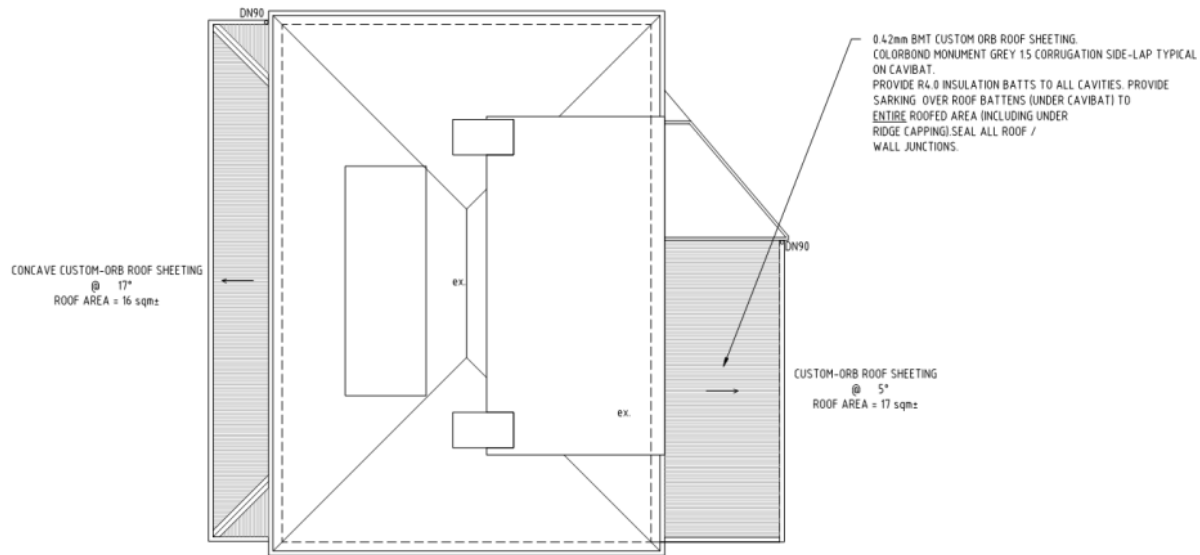 DN90
0.42mm BMT CUSTOM ORB ROOF SHEETING.
COLORBOND MONUMENT GREY 1.5 CORRUGATION SIDE-LAP TYPICAL
ON CAVIBAT.
PROVIDE R4.0 INSULATION BATTS TO ALL CAVITIES. PROVIDE
SARKING OVER ROOF BATTENS (UNDER CAVIBAT) TO
ENTIRE ROOFED AREA (INCLUDING UNDER
RIDGE CAPPING).SEAL ALL ROOF /
WALL JUNCTIONS.
DN90
CONCAVE CUSTOM-ORB ROOF SHEETING
@ 17°
ROOF AREA = 16 sqm±
ex.
CUSTOM-ORB ROOF SHEETING
@ 5°
ROOF AREA = 17 sqm±
ex.